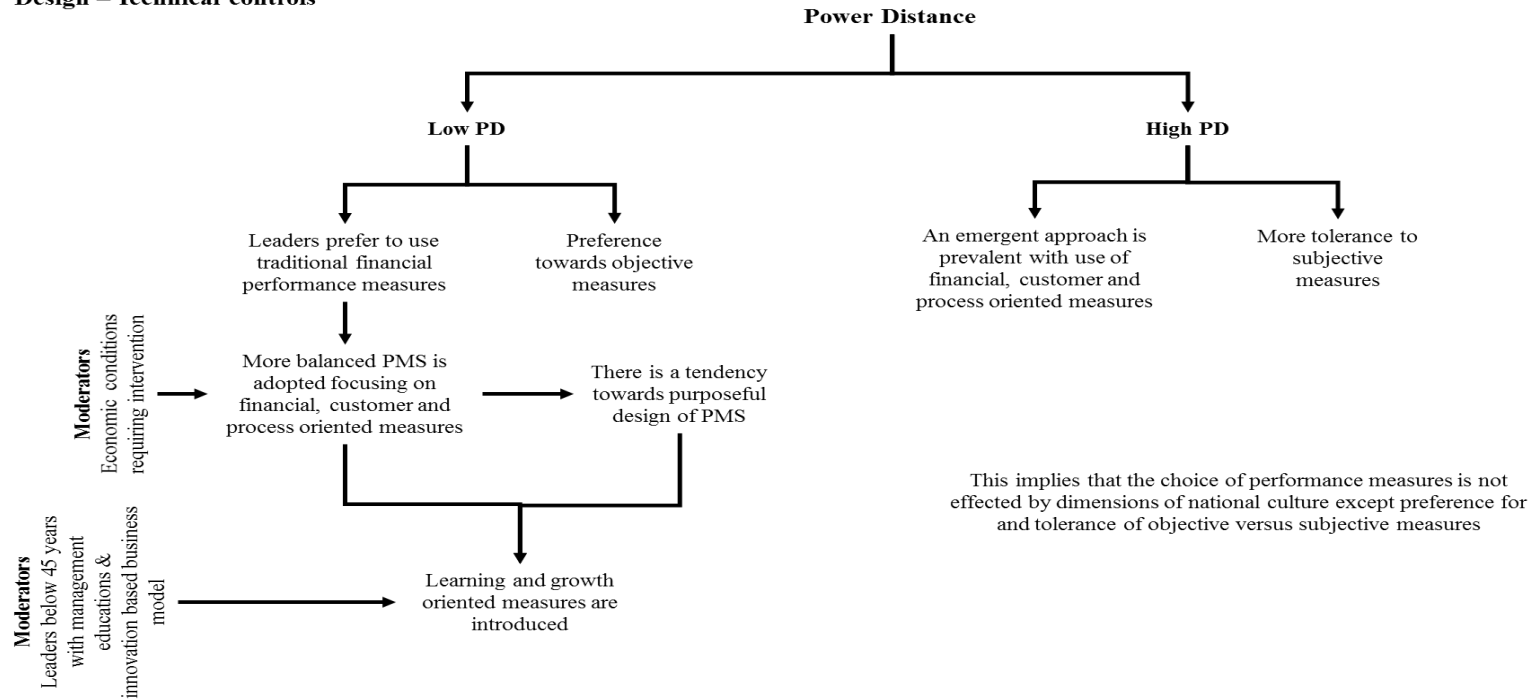 Design – Technical controls
Power Distance
Low PD
High PD
Leaders prefer to use
traditional financial
performance measures
Preference
towards objective
measures
An emergent approach is
prevalent with use of
financial, customer and
process oriented measures
More tolerance to
subjective
measures
Moderators
Economic conditions
requiring intervention
More balanced PMS is
adopted focusing on
financial, customer and
process oriented measures
There is a tendency
towards purposeful
design of PMS
This implies that the choice of performance measures is not
effected by dimensions of national culture except preference for
and tolerance of objective versus subjective measures
Moderators
Leaders below 45 years
with management
educations &
innovation based business
model
Learning and growth
oriented measures are
introduced